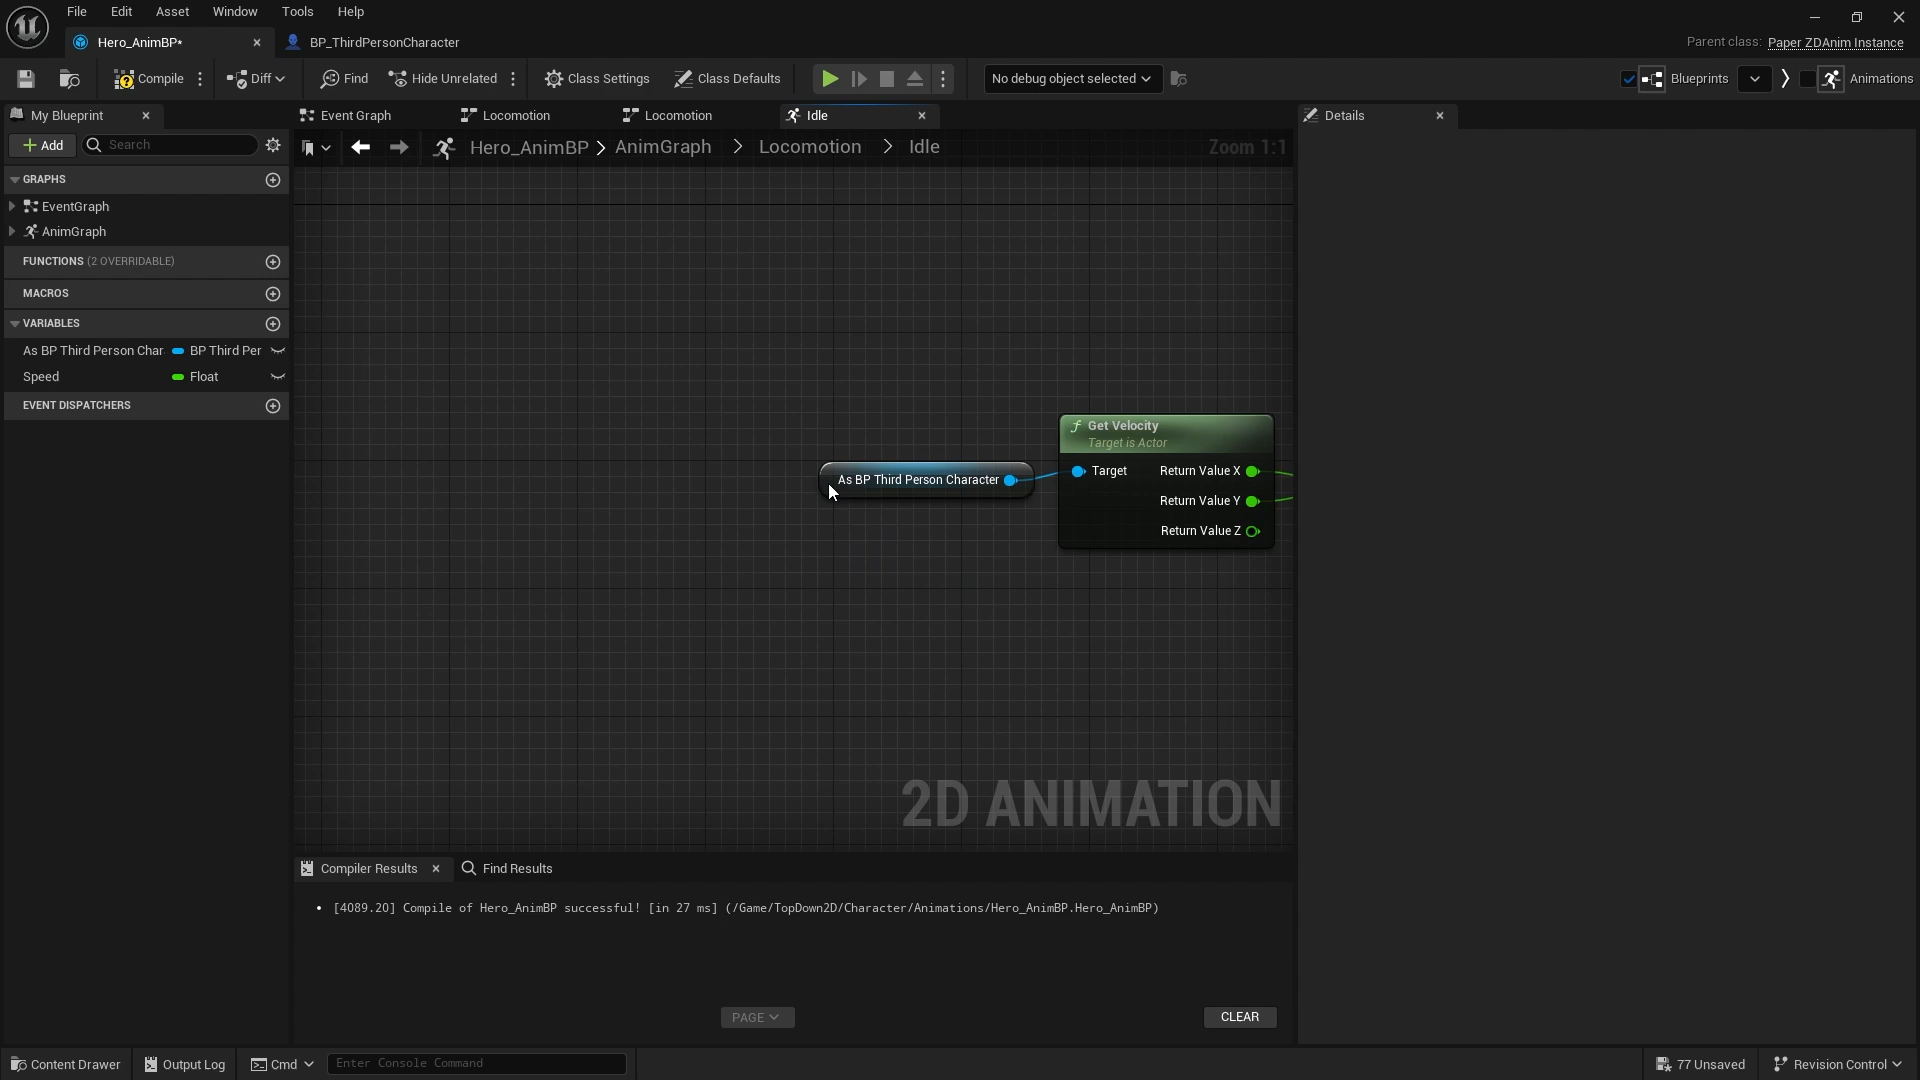 File Edit Asset Window Tools Help
Hero_AnimBP*
BP_ThirdPersonCharacter
Parent class: Paper ZDAnim Instance
Compile
Diff
Find
Hide Unrelated
Class Settings
Class Defaults
No debug object selected
Blueprints
Animations
My Blueprint
Event Graph
Locomotion
Locomotion
Idle
Details
Add
Search
Hero_AnimBP > AnimGraph > Locomotion > Idle
Zoom 1:1
GRAPHS
EventGraph
AnimGraph
FUNCTIONS (2 OVERRIDABLE)
MACROS
VARIABLES
As BP Third Person Char BP Third Per
Speed Float
EVENT DISPATCHERS
Get Velocity
Target is Actor
As BP Third Person Character
Target Return Value X
Return Value Y
Return Value Z
2D ANIMATION
Compiler Results
Find Results
• [4089.20] Compile of Hero_AnimBP successful! [in 27 ms] (/Game/TopDown2D/Character/Animations/Hero_AnimBP.Hero_AnimBP)
PAGE
CLEAR
Content Drawer
Output Log
Cmd
Enter Console Command
77 Unsaved
Revision Control